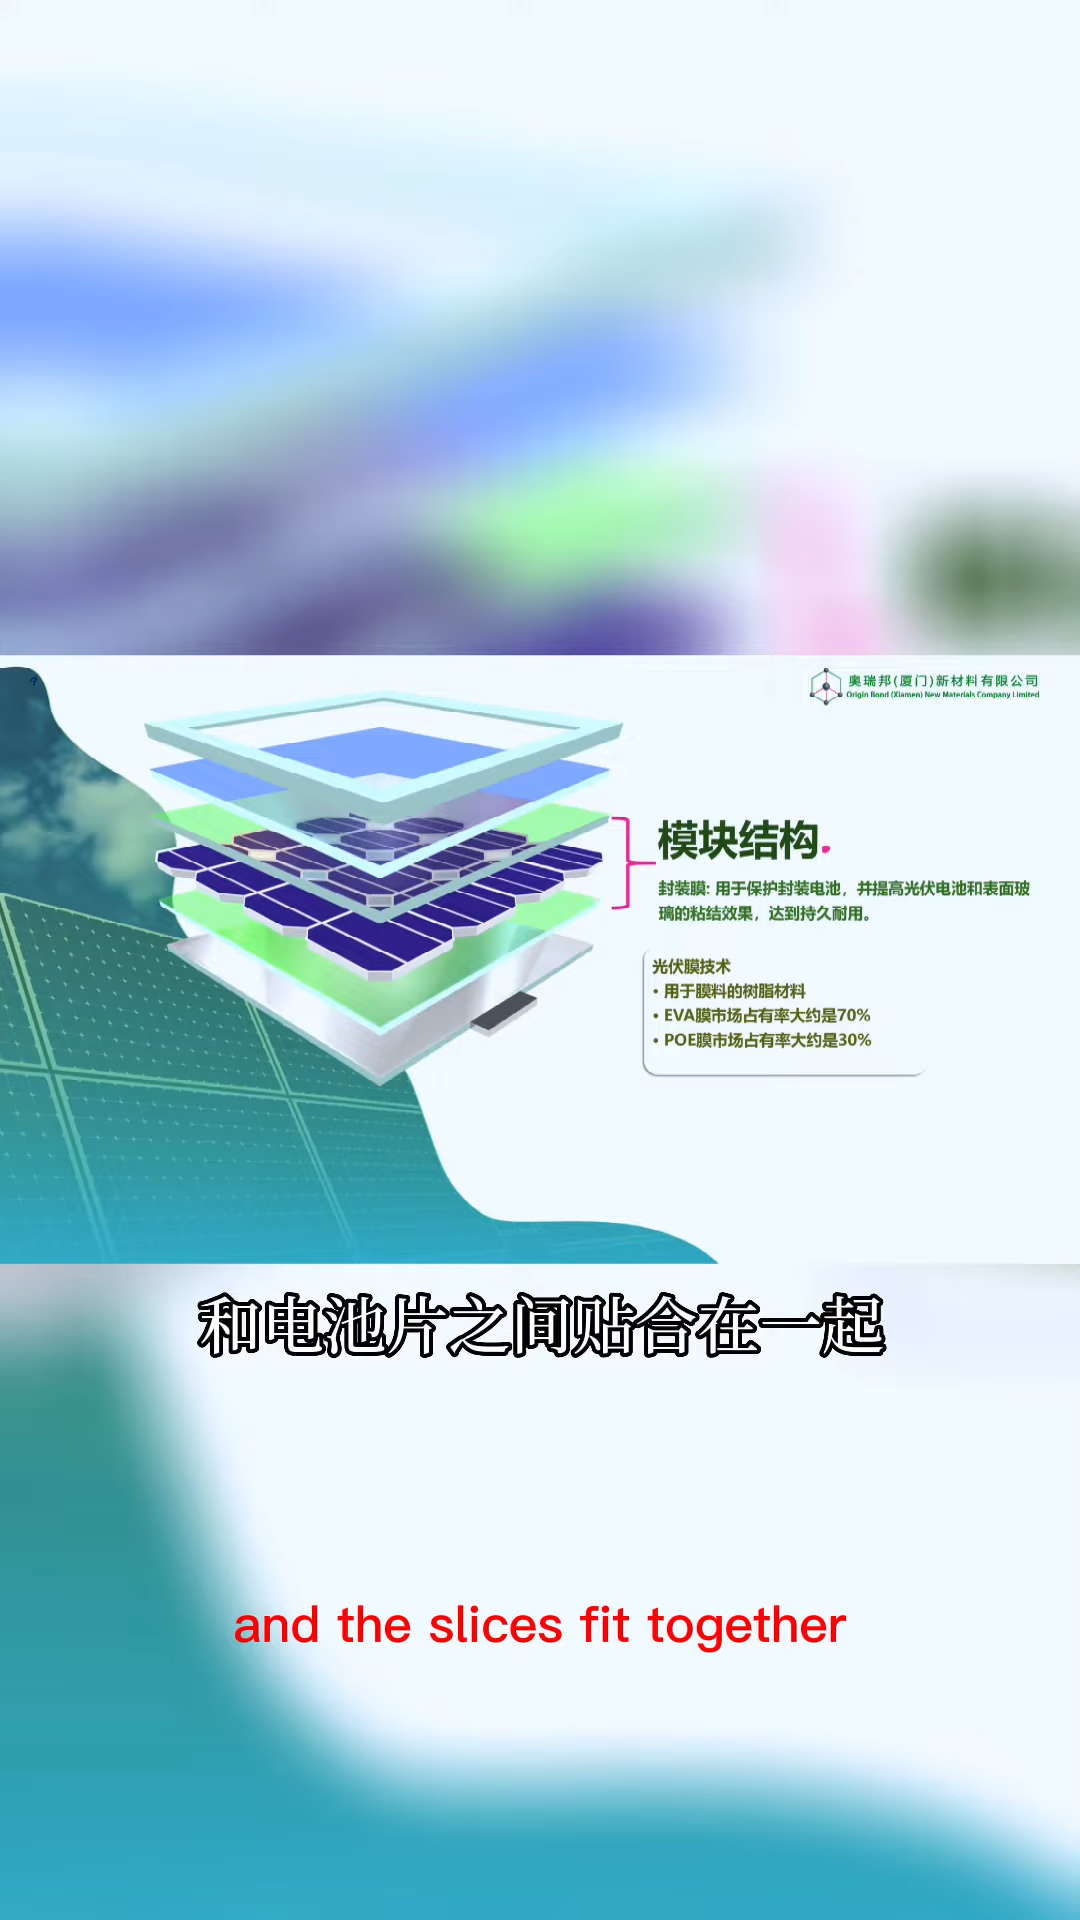 奥瑞邦(厦门)新材料有限公司
Origin Bond (Xiamen) New Materials Company Limited
模块结构
封装膜: 用于保护封装电池，并提高光伏电池和表面玻
璃的粘结效果，达到持久耐用。
光伏膜技术
• 用于膜料的树脂材料
• EVA膜市场占有率大约是70%
• POE膜市场占有率大约是30%
和电池片之间贴合在一起
and the slices fit together